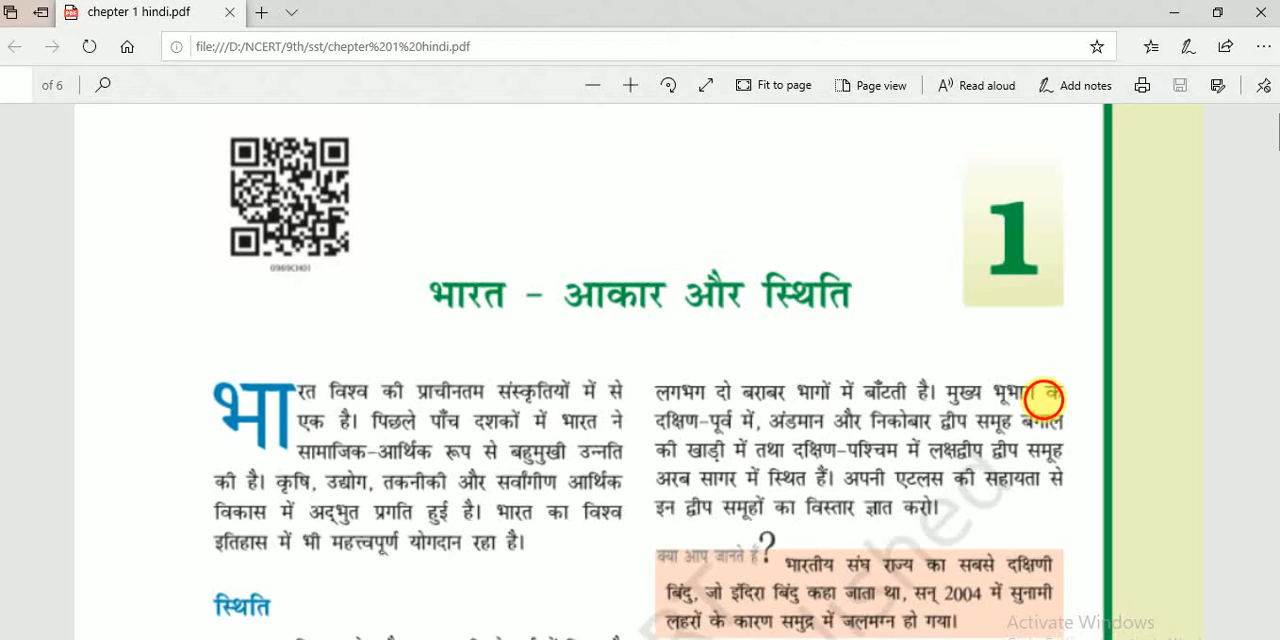 chepter 1 hindi.pdf
file:///D:/NCERT/9th/sst/chepter%201%20hindi.pdf
of 6
Fit to page
Page view
Read aloud
Add notes
0969CH01
1
भारत - आकार और स्थिति
भारत विश्व की प्राचीनतम संस्कृतियों में से
एक है। पिछले पाँच दशकों में भारत ने
सामाजिक-आर्थिक रूप से बहुमुखी उन्नति
की है। कृषि, उद्योग, तकनीकी और सर्वांगीण आर्थिक
विकास में अद्भुत प्रगति हुई है। भारत का विश्व
इतिहास में भी महत्त्वपूर्ण योगदान रहा है।
स्थिति
लगभग दो बराबर भागों में बाँटती है। मुख्य भूभाग के
दक्षिण-पूर्व में, अंडमान और निकोबार द्वीप समूह बंगाल
की खाड़ी में तथा दक्षिण-पश्चिम में लक्षद्वीप द्वीप समूह
अरब सागर में स्थित हैं। अपनी एटलस की सहायता से
इन द्वीप समूहों का विस्तार ज्ञात करो।
क्या आप जानते हैं?
भारतीय संघ राज्य का सबसे दक्षिणी
बिंदु, जो इंदिरा बिंदु कहा जाता था, सन् 2004 में सुनामी
लहरों के कारण समुद्र में जलमग्न हो गया।
Activate Windows